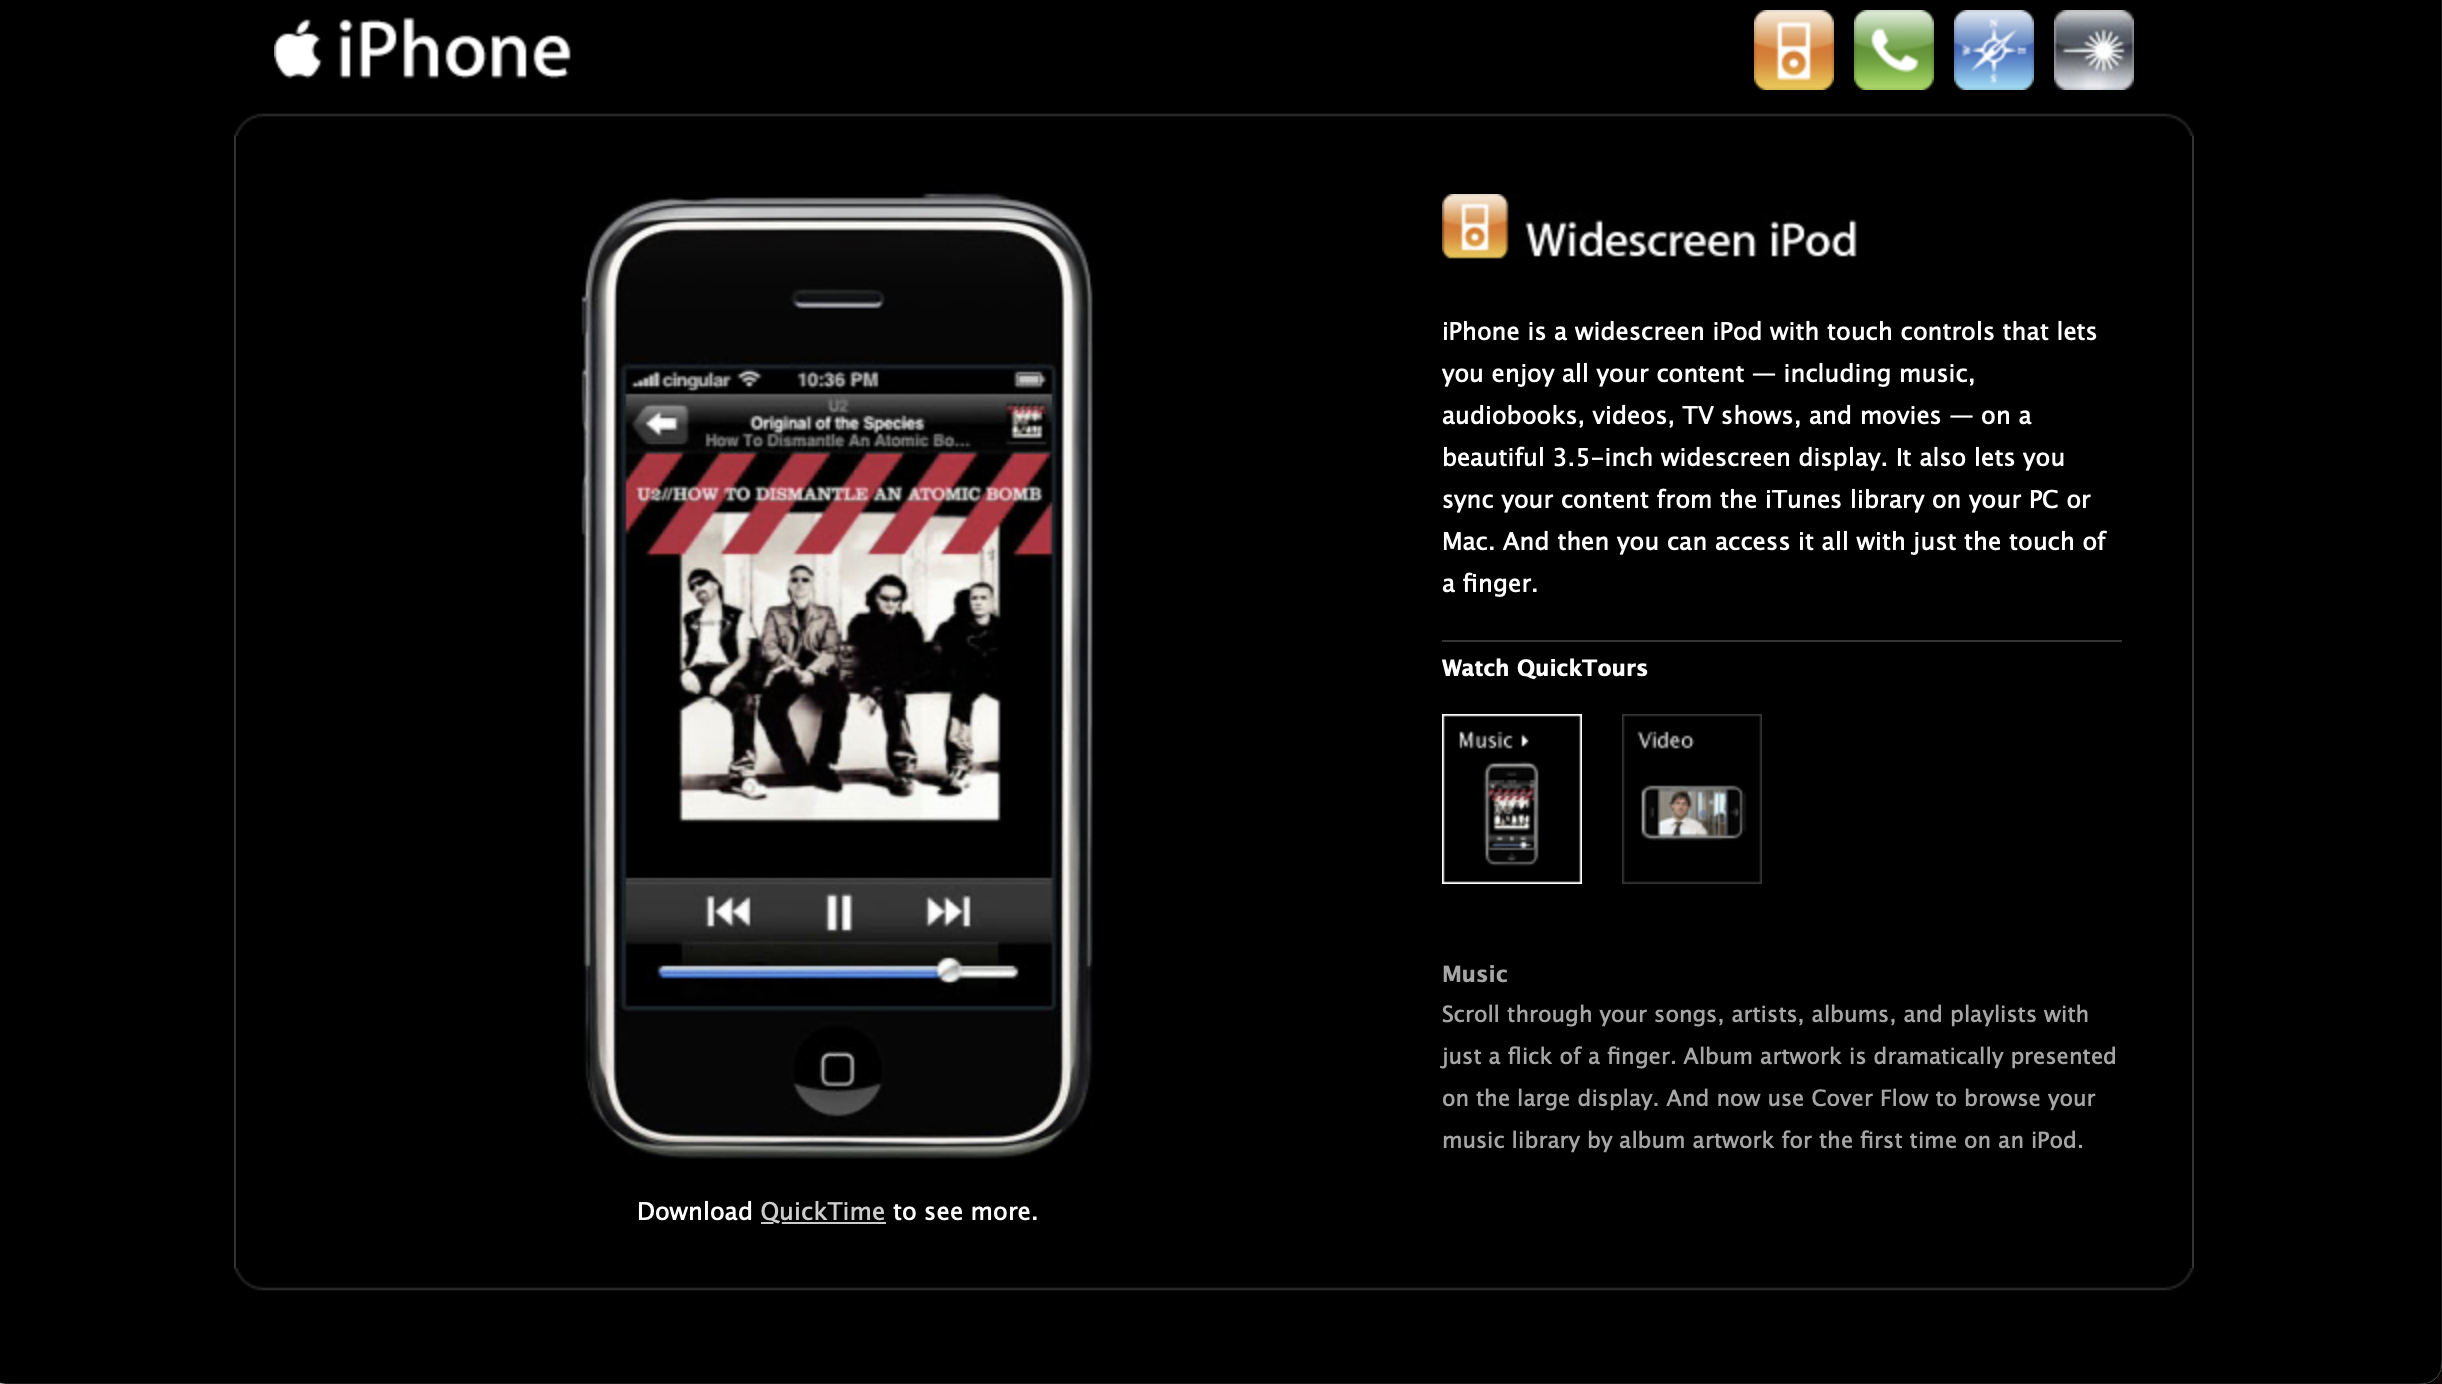 iPhone
cingular 10:36 PM
U2
Original of the Species
How To Dismantle An Atomic Bo...
U2//HOW TO DISMANTLE AN ATOMIC BOMB
Download QuickTime to see more.
Widescreen iPod
iPhone is a widescreen iPod with touch controls that lets
you enjoy all your content — including music,
audiobooks, videos, TV shows, and movies — on a
beautiful 3.5-inch widescreen display. It also lets you
sync your content from the iTunes library on your PC or
Mac. And then you can access it all with just the touch of
a finger.
Watch QuickTours
Music
Video
Music
Scroll through your songs, artists, albums, and playlists with
just a flick of a finger. Album artwork is dramatically presented
on the large display. And now use Cover Flow to browse your
music library by album artwork for the first time on an iPod.